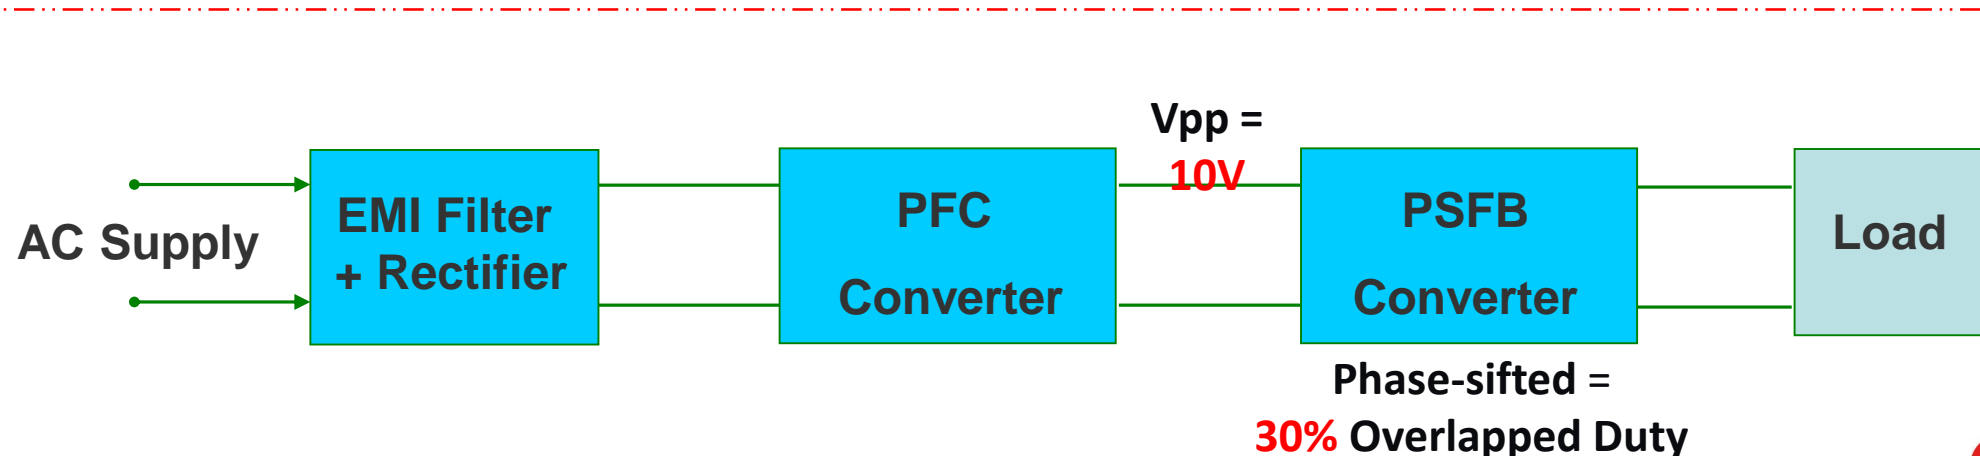 Vpp =
10V
AC Supply
EMI Filter
+ Rectifier
PFC
Converter
PSFB
Converter
Load
Phase-sifted =
30% Overlapped Duty